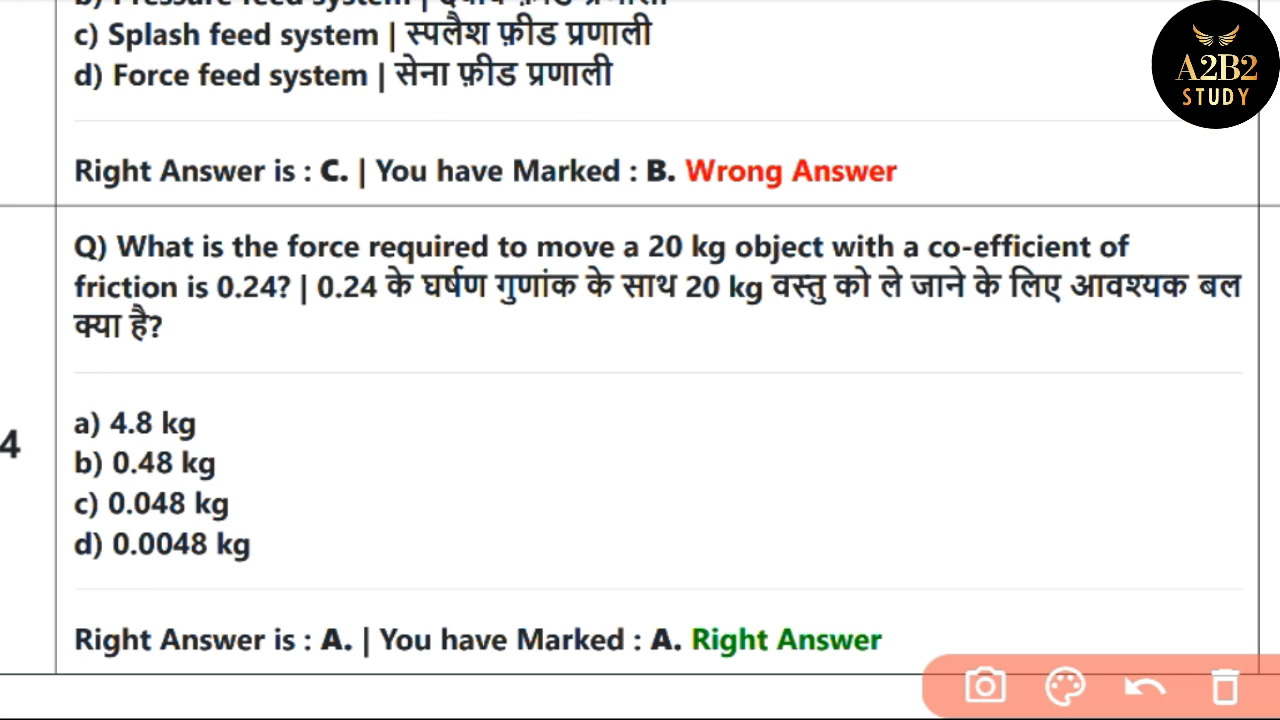 b) Pressure feed system |
c) Splash feed system | स्पलैश फ़ीड प्रणाली
d) Force feed system | सेना फ़ीड प्रणाली
A2B2
STUDY
Right Answer is : C. | You have Marked : B. Wrong Answer
Q) What is the force required to move a 20 kg object with a co-efficient of
friction is 0.24? | 0.24 के घर्षण गुणांक के साथ 20 kg वस्तु को ले जाने के लिए आवश्यक बल
क्या है?
4
a) 4.8 kg
b) 0.48 kg
c) 0.048 kg
d) 0.0048 kg
Right Answer is : A. | You have Marked : A. Right Answer